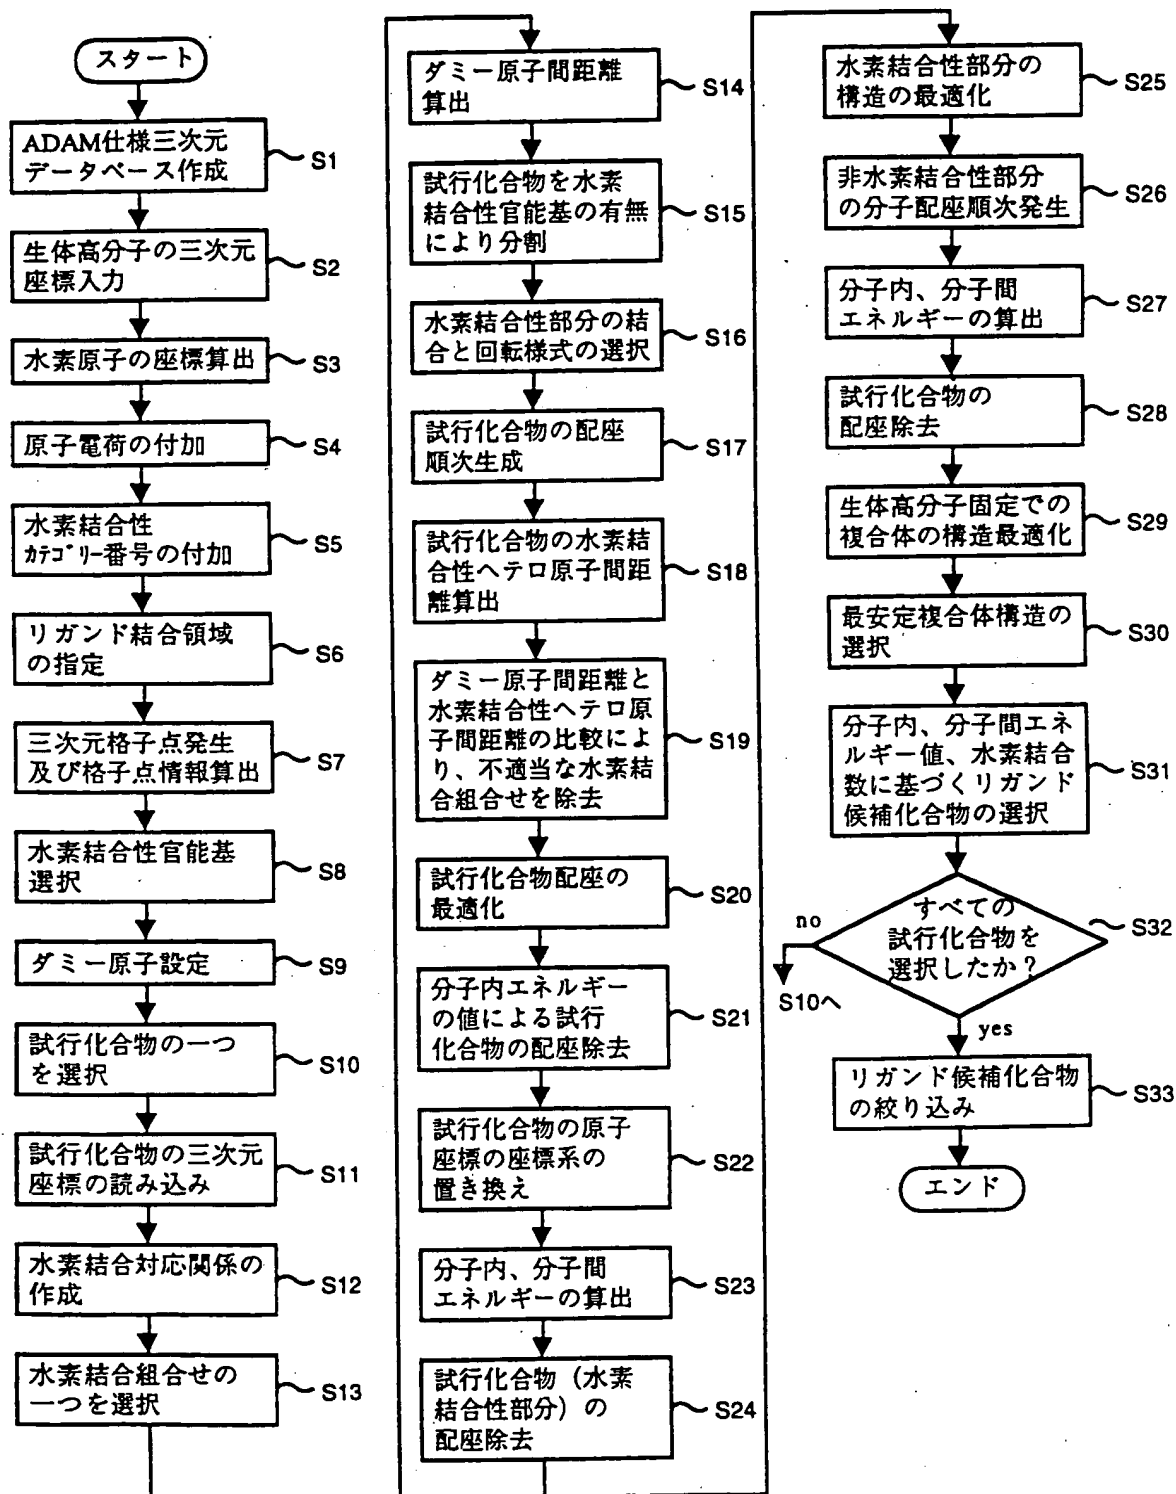 スタート
ADAM仕様三次元
データベース作成
S1
生体高分子の三次元
座標入力
S2
水素原子の座標算出
S3
原子電荷の付加
S4
水素結合性
ｶﾃｺﾞﾘｰ番号の付加
S5
リガンド結合領域
の指定
S6
三次元格子点発生
及び格子点情報算出
S7
水素結合性官能基
選択
S8
ダミー原子設定
S9
試行化合物の一つ
を選択
S10
試行化合物の三次元
座標の読み込み
S11
水素結合対応関係の
作成
S12
水素結合組合せの
一つを選択
S13
ダミー原子間距離
算出
S14
試行化合物を水素
結合性官能基の有無
により分割
S15
水素結合性部分の結
合と回転様式の選択
S16
試行化合物の配座
順次生成
S17
試行化合物の水素結
合性ヘテロ原子間距
離算出
S18
ダミー原子間距離と
水素結合性ヘテロ原
子間距離の比較によ
り、不適当な水素結
合組合せを除去
S19
試行化合物配座の
最適化
S20
分子内エネルギー
の値による試行
化合物の配座除去
S21
試行化合物の原子
座標の座標系の
置き換え
S22
分子内、分子間
エネルギーの算出
S23
試行化合物（水素
結合性部分）の
配座除去
S24
水素結合性部分の
構造の最適化
S25
非水素結合性部分
の分子配座順次発生
S26
分子内、分子間
エネルギーの算出
S27
試行化合物の
配座除去
S28
生体高分子固定での
複合体の構造最適化
S29
最安定複合体構造の
選択
S30
分子内、分子間エネ
ルギー値、水素結合
数に基づくリガンド
候補化合物の選択
S31
すべての
試行化合物を
選択したか？
S32
no
S10へ
yes
リガンド候補化合物
の絞り込み
S33
エンド